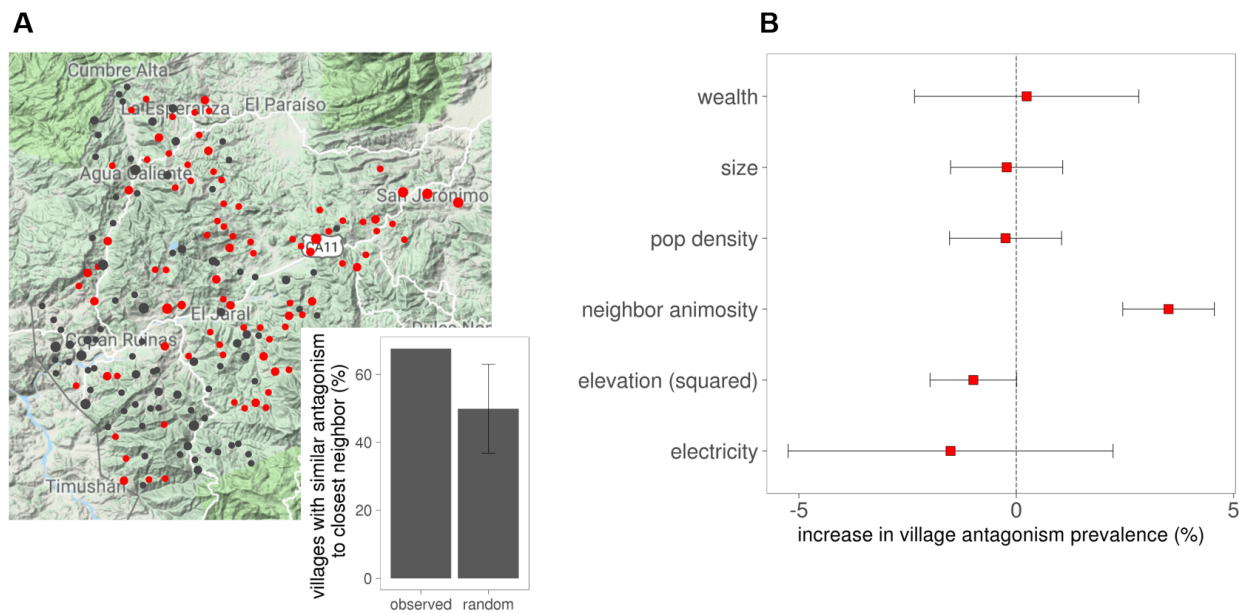 A
B
Cumbre Alta
La Esperanza
El Paraíso
Agua Caliente
San Jerónimo
CA11
El Jaral
Copán Ruinas
Timushán
villages with similar antagonism
to closest neighbor (%)
60
40
20
0
observed
random
wealth
size
pop density
neighbor animosity
elevation (squared)
electricity
-5
0
5
increase in village antagonism prevalence (%)